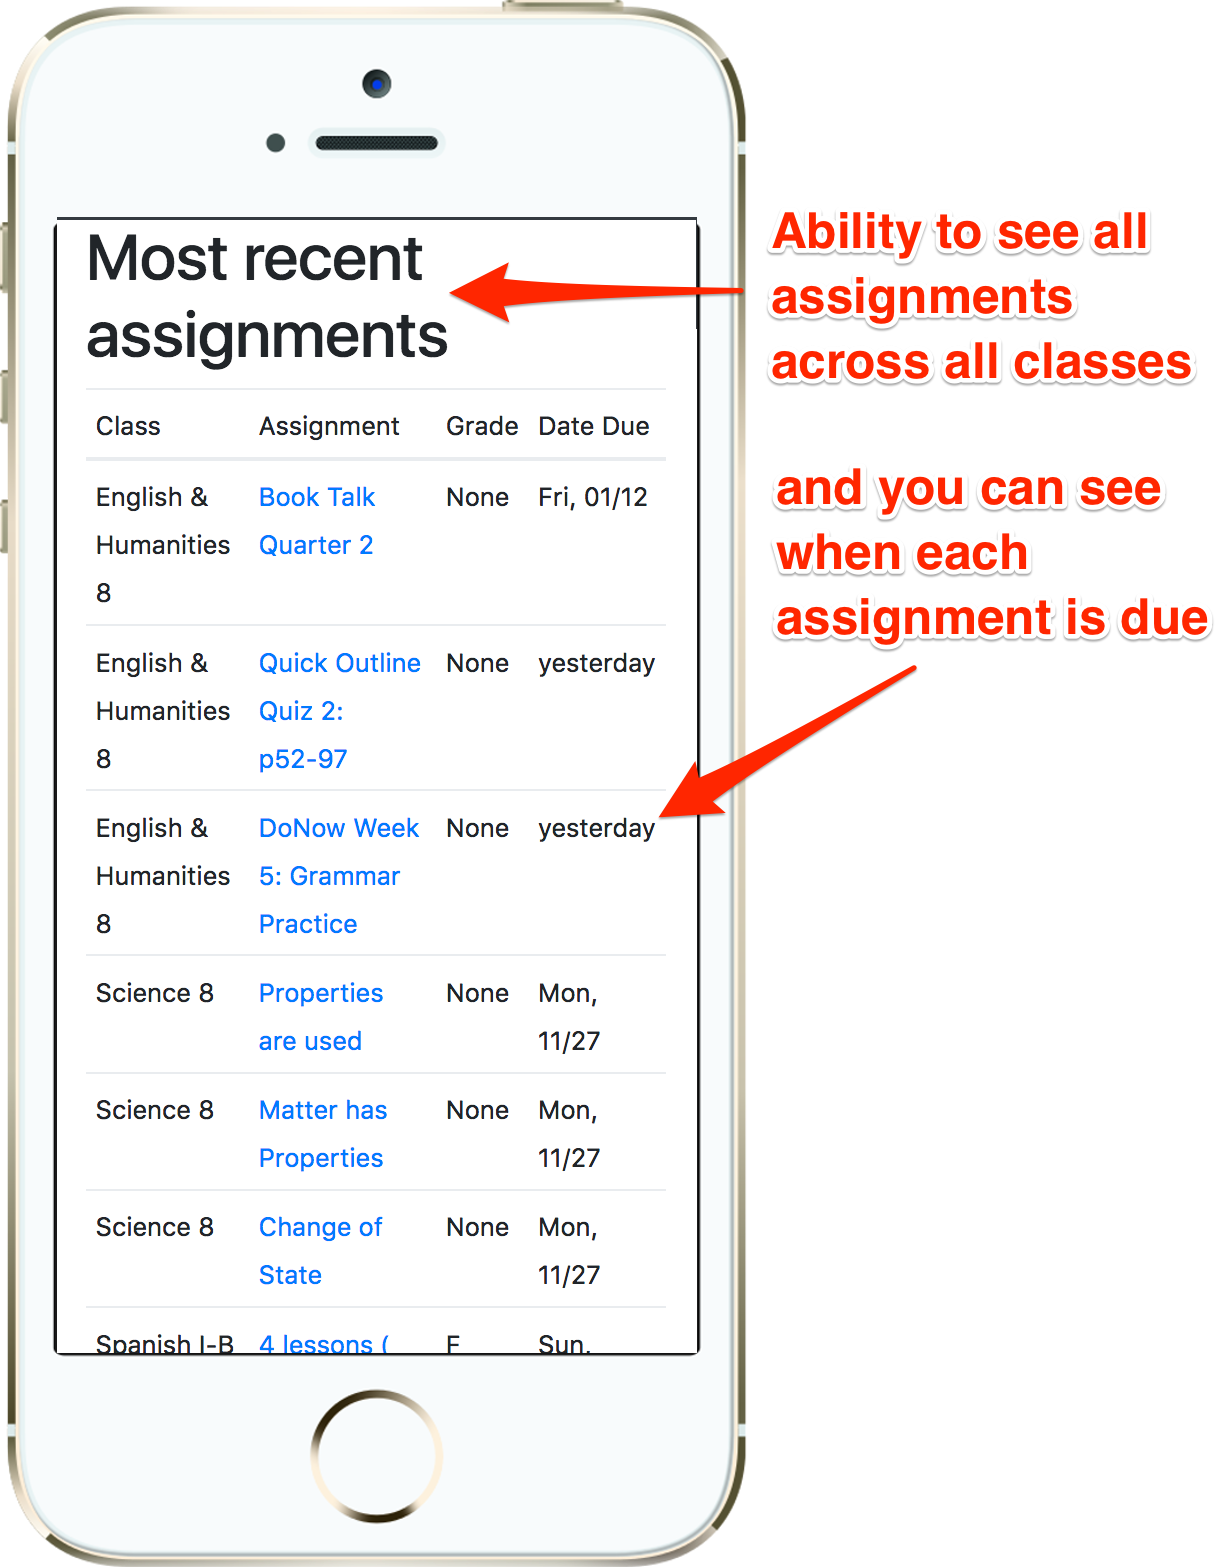 Most recent
assignments
Ability to see all
assignments
across all classes
and you can see
when each
assignment is due
Class Assignment Grade Date Due
English & Book Talk None Fri, 01/12
Humanities Quarter 2
8
English & Quick Outline None yesterday
Humanities Quiz 2:
8 p52-97
English & DoNow Week None yesterday
Humanities 5: Grammar
8 Practice
Science 8 Properties None Mon,
are used 11/27
Science 8 Matter has None Mon,
Properties 11/27
Science 8 Change of None Mon,
State 11/27
Spanish I-B 4 lessons ( Sun,